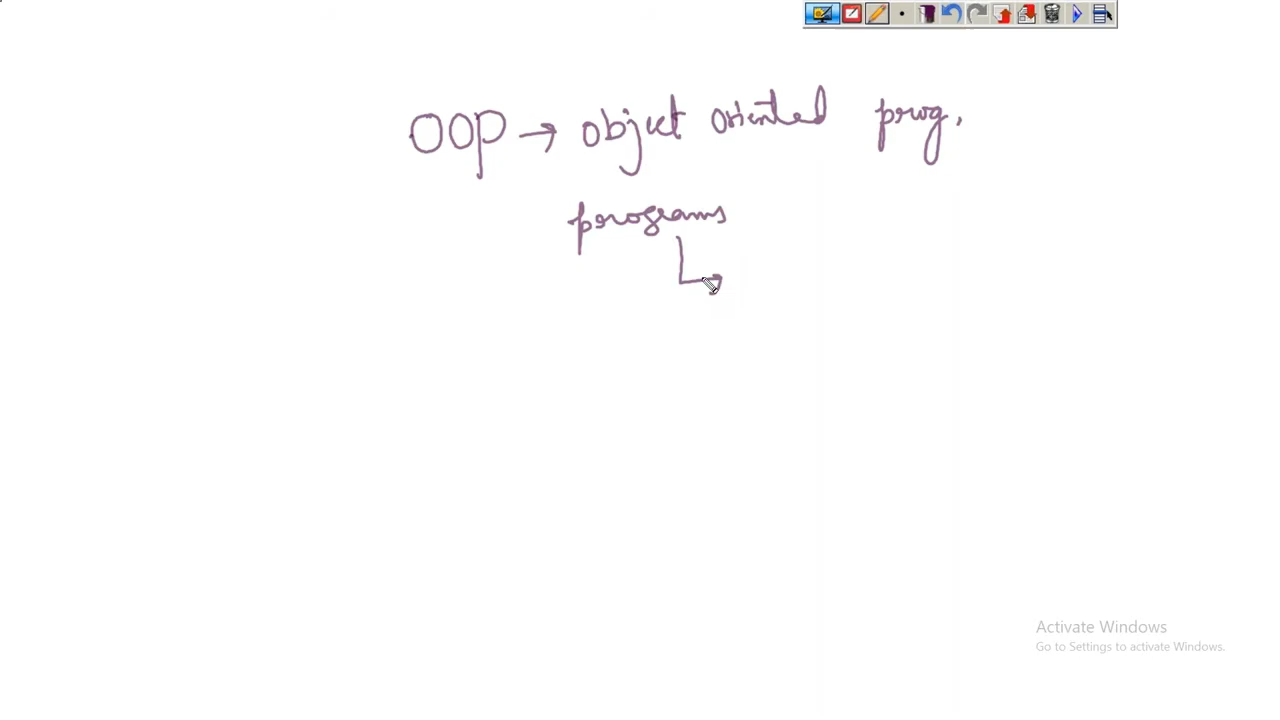 OOP → object oriented prog.
programs
Activate Windows
Go to Settings to activate Windows.